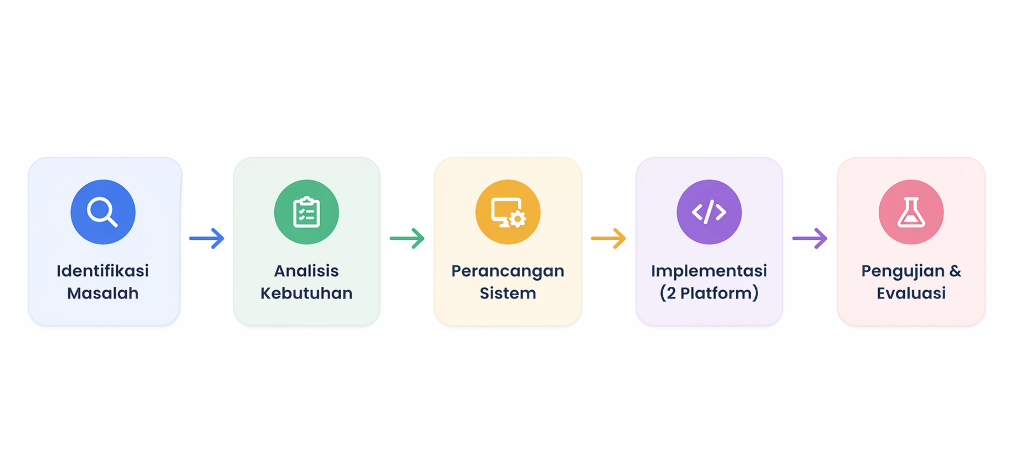 Identifikasi
Masalah
Analisis
Kebutuhan
Perancangan
Sistem
Implementasi
(2 Platform)
Pengujian &
Evaluasi